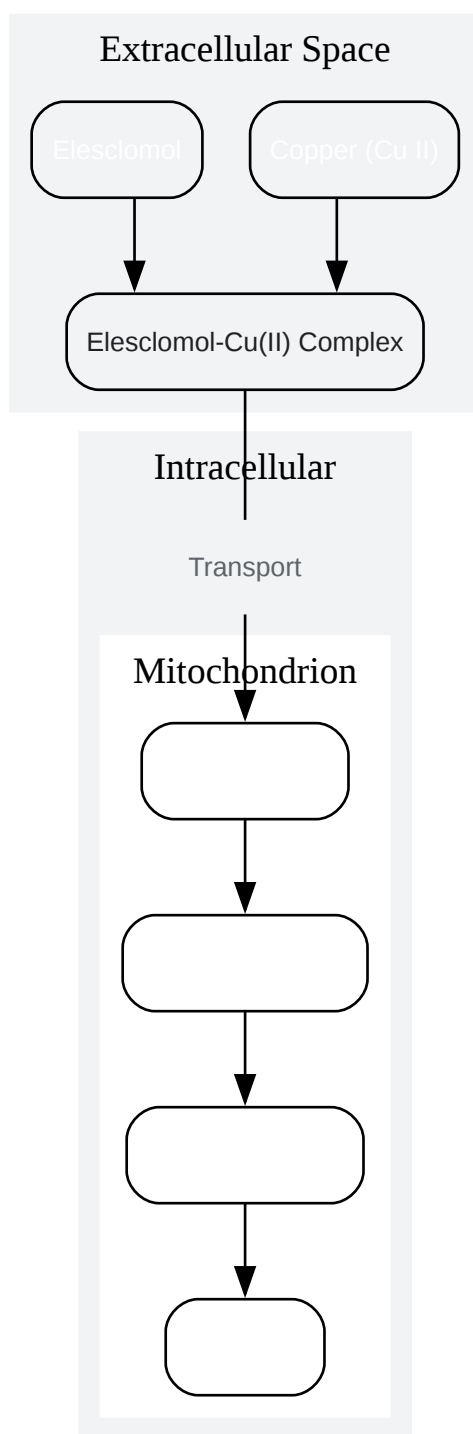 Extracellular Space
Elesclomol
Copper (Cu II)
Elesclomol-Cu(II) Complex
Intracellular
Transport
Mitochondrion